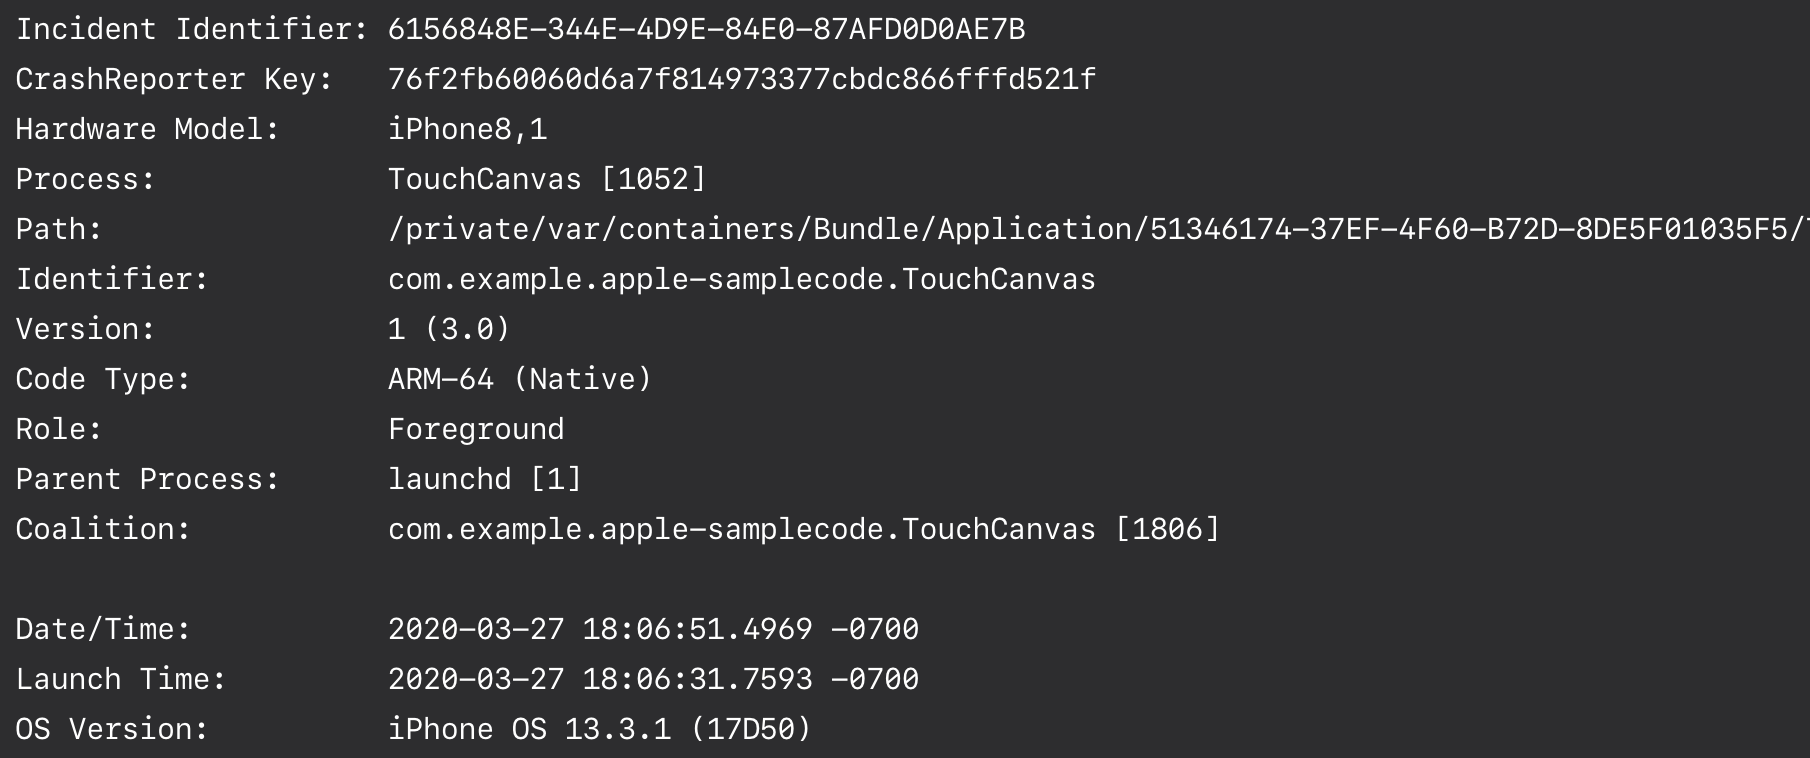 Incident Identifier: 6156848E-344E-4D9E-84E0-87AFD0D0AE7B
CrashReporter Key:   76f2fb60060d6a7f814973377cbdc866fffd521f
Hardware Model:      iPhone8,1
Process:             TouchCanvas [1052]
Path:                /private/var/containers/Bundle/Application/51346174-37EF-4F60-B72D-8DE5F01035F5/
Identifier:          com.example.apple-samplecode.TouchCanvas
Version:             1 (3.0)
Code Type:           ARM-64 (Native)
Role:                Foreground
Parent Process:      launchd [1]
Coalition:           com.example.apple-samplecode.TouchCanvas [1806]
Date/Time:           2020-03-27 18:06:51.4969 -0700
Launch Time:         2020-03-27 18:06:31.7593 -0700
OS Version:          iPhone OS 13.3.1 (17D50)